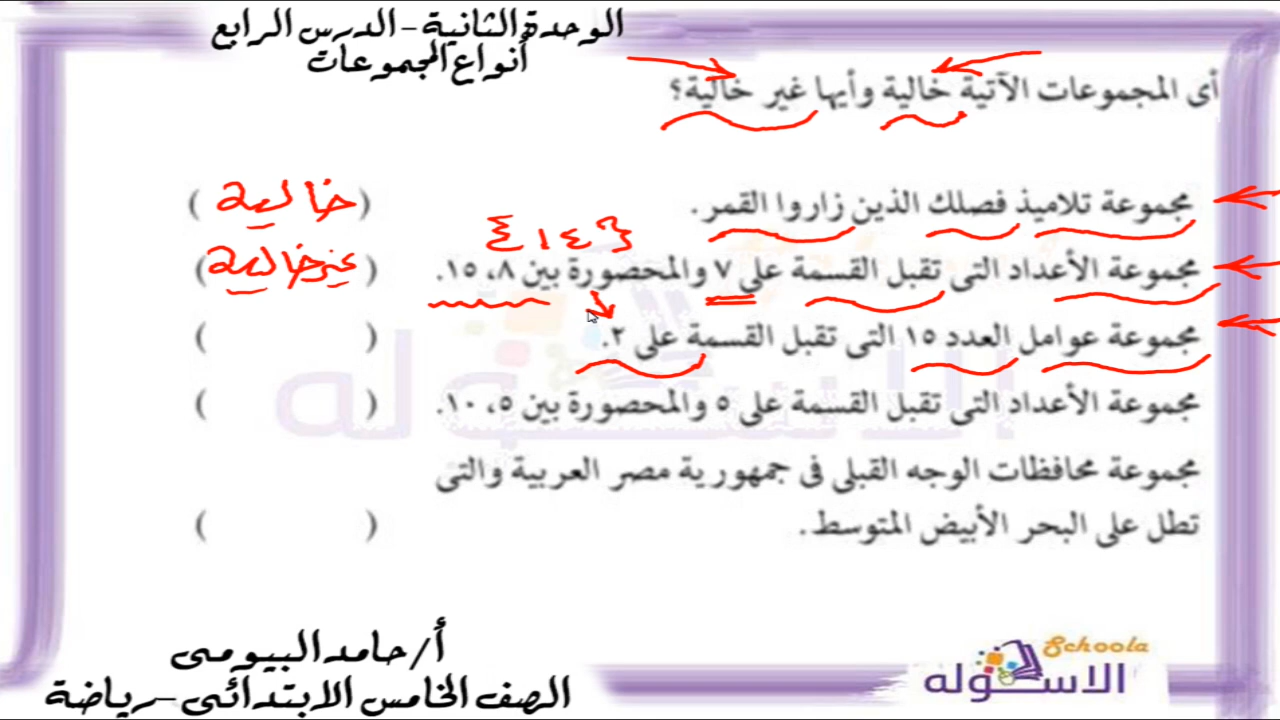 الوحدة الثانية - الدرس الرابع
أنواع المجموعات
أى المجموعات الآتية خالية وأيها غير خالية؟
مجموعة تلاميذ فصلك الذين زاروا القمر. (خالية)
{١٤}
مجموعة الأعداد التى تقبل القسمة على ٧ والمحصورة بين ٨، ١٥. (غير خالية)
مجموعة عوامل العدد ١٥ التى تقبل القسمة على ٢. ( )
مجموعة الأعداد التى تقبل القسمة على ٥ والمحصورة بين ٥، ١٠. ( )
مجموعة محافظات الوجه القبلى فى جمهورية مصر العربية والتى
تطل على البحر الأبيض المتوسط. ( )
أ/حامد البيومى
الصف الخامس الابتدائى - رياضة
Schoola
الاسكوله